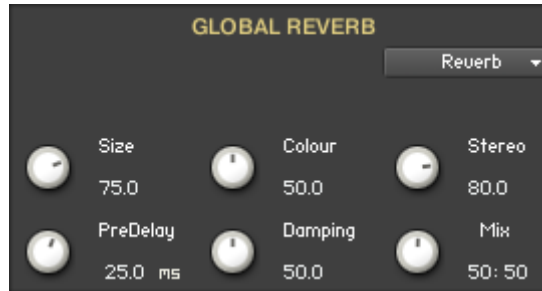 GLOBAL REVERB
Reverb
Size Colour Stereo
75.0 50.0 80.0
PreDelay Damping Mix
25.0 ms 50.0 50:50